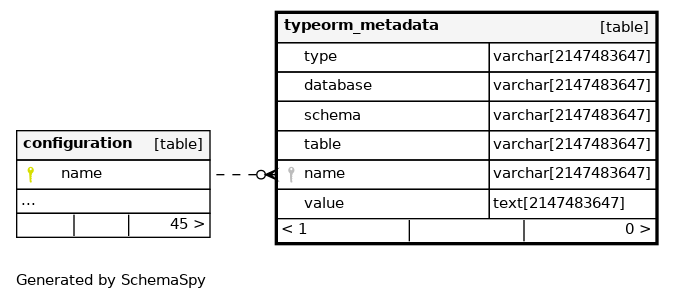 typeorm_metadata [table]
type varchar[2147483647]
database varchar[2147483647]
schema varchar[2147483647]
table varchar[2147483647]
name varchar[2147483647]
value text[2147483647]
< 1 0 >
configuration [table]
name
...
45 >
Generated by SchemaSpy